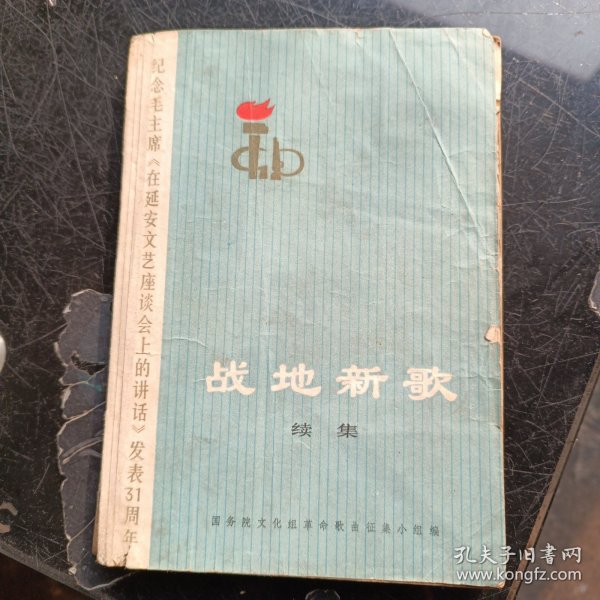 纪念毛主席《在延安文艺座谈会上的讲话》发表31周年
战地新歌
续集
国务院文化组革命歌曲征集小组编
孔夫子旧书网
www.kongfz.com